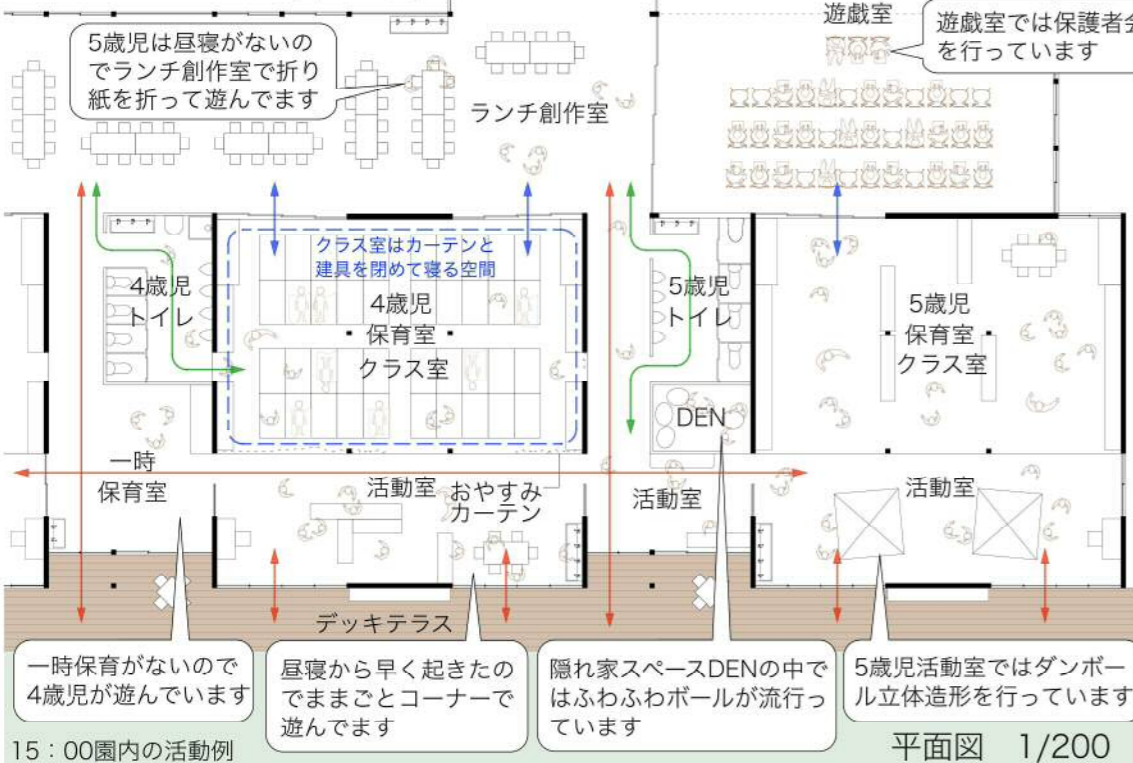 遊戯室
遊戯室では保護者会
を行っています
5歳児は昼寝がないの
でランチ創作室で折り
紙を折って遊んでます
ランチ創作室
クラス室はカーテンと
建具を閉めて寝る空間
4歳児
トイレ
4歳児
保育室
クラス室
5歳児
トイレ
5歳児
保育室
クラス室
DEN
一時
保育室
活動室
おやすみ
カーテン
活動室
活動室
デッキテラス
一時保育がないので
4歳児が遊んでいます
昼寝から早く起きたの
でままごとコーナーで
遊んでます
隠れ家スペースDENの中で
はふわふわボールが流行っ
ています
5歳児活動室ではダンボー
ル立体造形を行っています
15：00園内の活動例
平面図 1/200